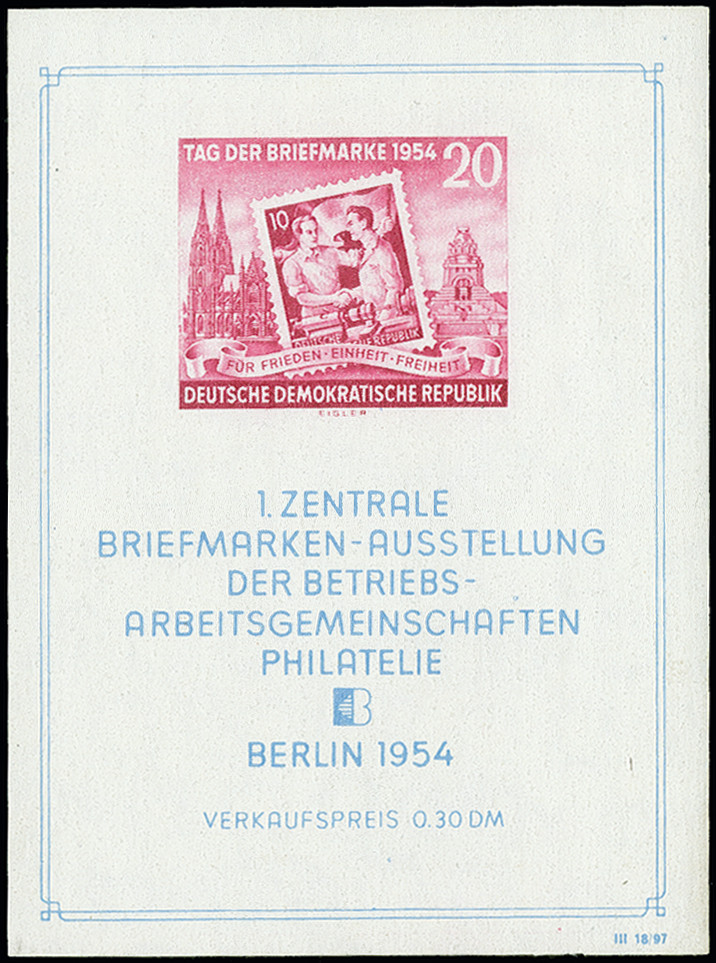 TAG DER BRIEFMARKE 1954 20
10
DEUTSCHE REPUBLIK
FÜR FRIEDEN · EINHEIT · FREIHEIT
DEUTSCHE DEMOKRATISCHE REPUBLIK
EIGLER
1. ZENTRALE
BRIEFMARKEN-AUSSTELLUNG
DER BETRIEBS-
ARBEITSGEMEINSCHAFTEN
PHILATELIE
B
BERLIN 1954
VERKAUFSPREIS 0.30 DM
III 18/97